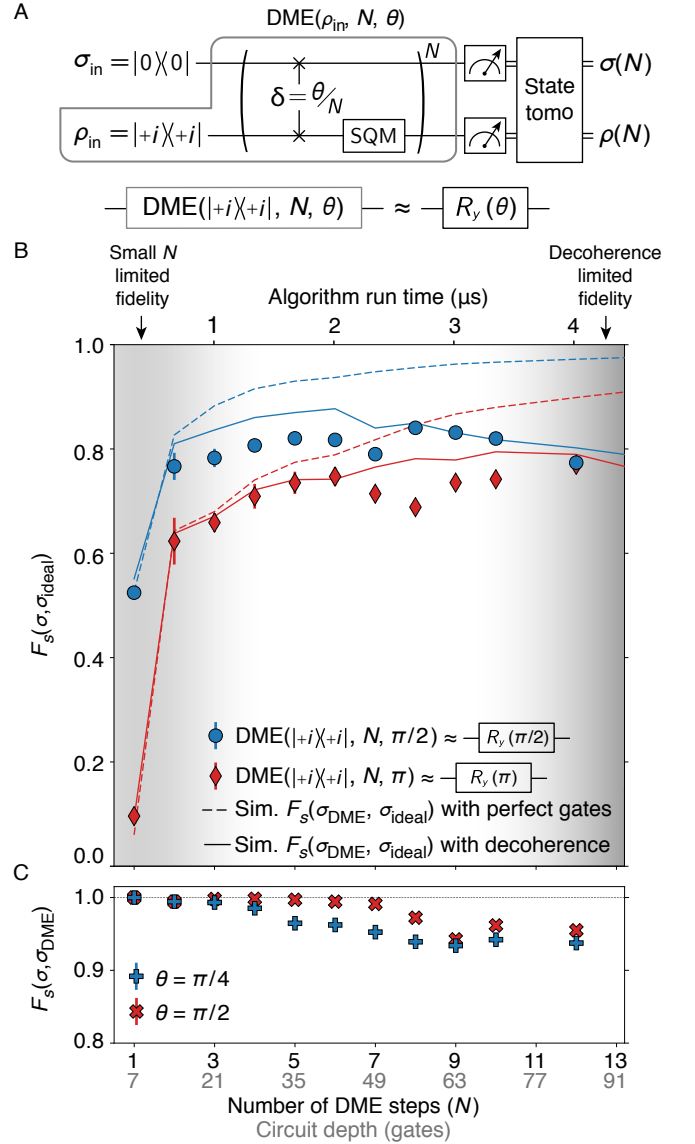 A
DME(ρin, N, θ)
σin = |0⟩⟨0|
N
σ(N)
δ = θ/N
State
tomo
ρin = |+i⟩⟨+i|
SQM
ρ(N)
DME(|+i⟩⟨+i|, N, θ) ≈ Ry(θ)
B
Small N
limited
fidelity
Decoherence
limited
fidelity
Algorithm run time (μs)
1 2 3 4
1.0
0.8
0.6
0.4
0.2
0.0
Fs(σ,σideal)
DME(|+i⟩⟨+i|, N, π/2) ≈ Ry(π/2)
DME(|+i⟩⟨+i|, N, π) ≈ Ry(π)
Sim. Fs(σDME, σideal) with perfect gates
Sim. Fs(σDME, σideal) with decoherence
C
1.0
0.9
0.8
Fs(σ,σDME)
θ = π/4
θ = π/2
1 3 5 7 9 11 13
7 21 35 49 63 77 91
Number of DME steps (N)
Circuit depth (gates)